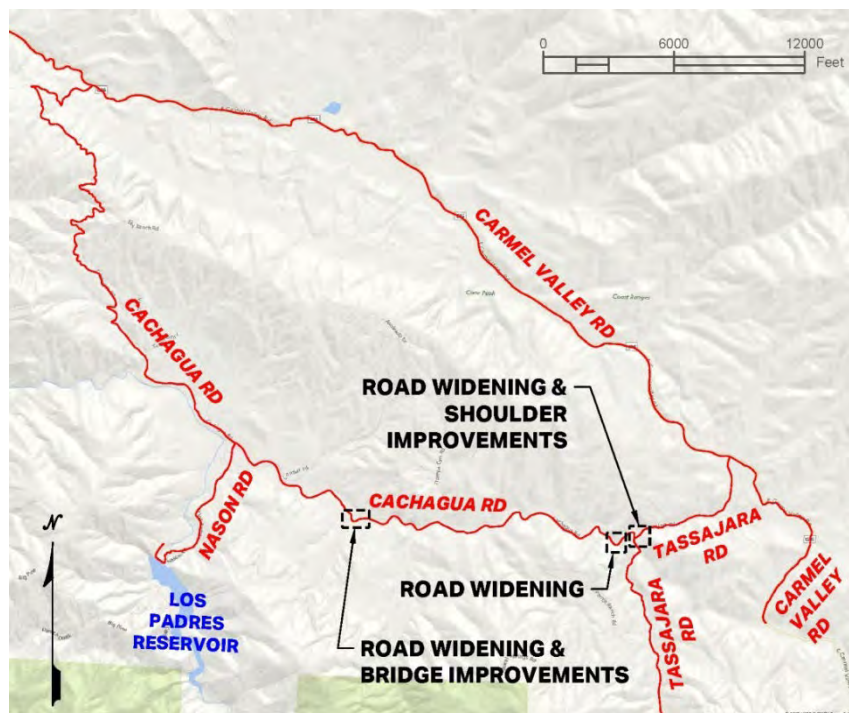 0 6000 12000
Feet
CARMEL VALLEY RD
CACHAGUA RD
ROAD WIDENING &
SHOULDER
IMPROVEMENTS
NASON RD
CACHAGUA RD
TASSAJARA
RD
N
ROAD WIDENING
CARMEL
VALLEY
RD
TASSAJARA
RD
LOS
PADRES
RESERVOIR
ROAD WIDENING &
BRIDGE IMPROVEMENTS